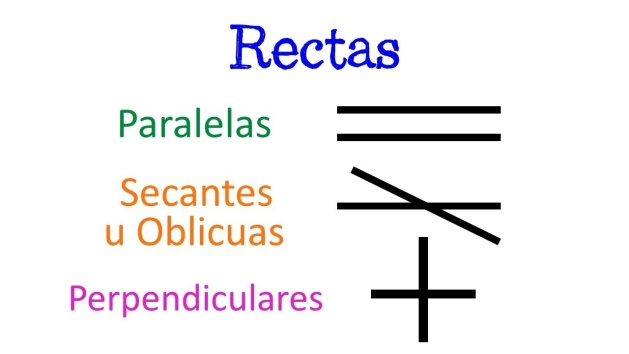 Rectas
Paralelas
Secantes
u Oblicuas
Perpendiculares